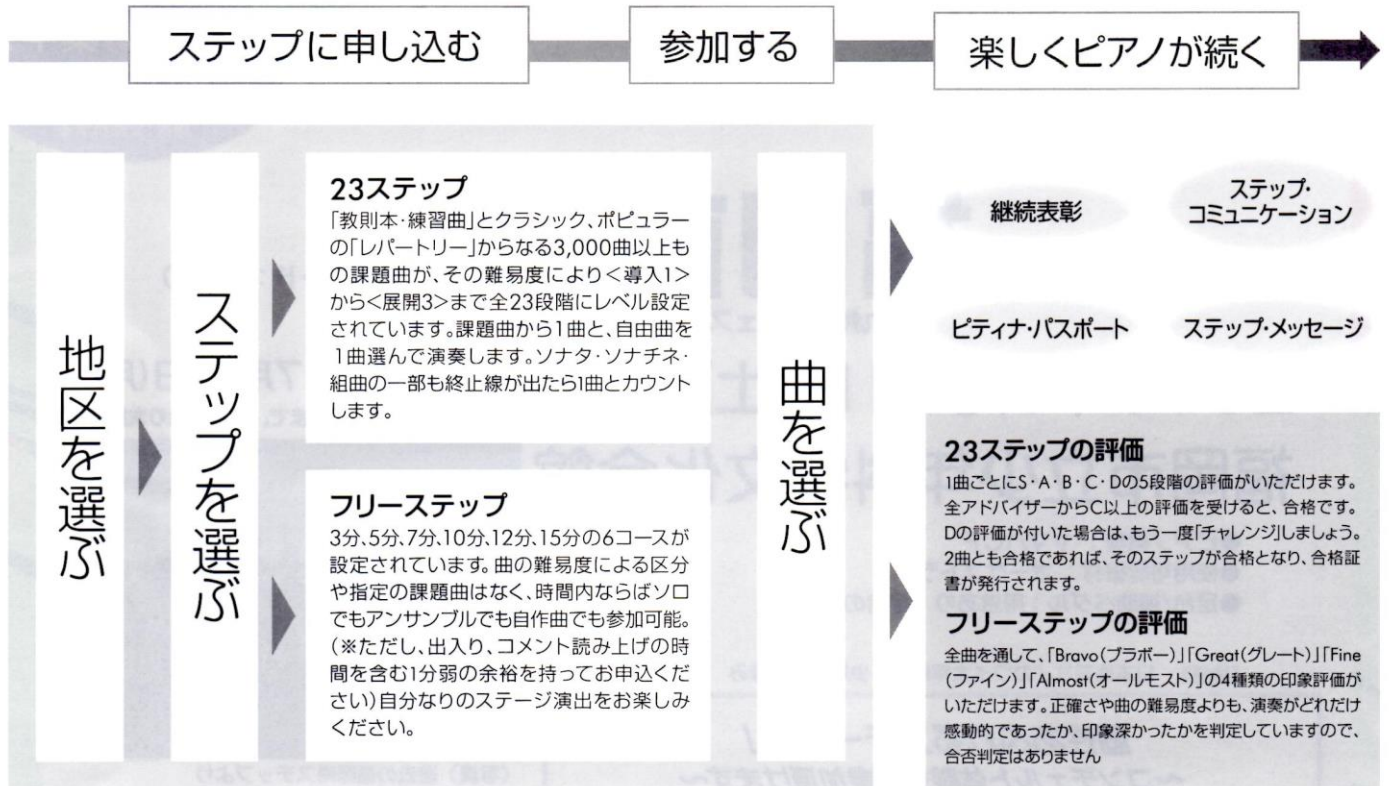 ステップに申し込む
参加する
楽しくピアノが続く
地区を選ぶ
ステップを選ぶ
23ステップ
「教則本・練習曲」とクラシック、ポピュラー
の「レパートリー」からなる3,000曲以上も
の課題曲が、その難易度により＜導入1＞
から＜展開3＞まで全23段階にレベル設定
されています。課題曲から1曲と、自由曲を
1曲選んで演奏します。ソナタ・ソナチネ・
組曲の一部も終止線が出たら1曲とカウント
します。
フリーステップ
3分、5分、7分、10分、12分、15分の6コースが
設定されています。曲の難易度による区分
や指定の課題曲はなく、時間内ならばソロ
でもアンサンブルでも自作曲でも参加可能。
（※ただし、出入り、コメント読み上げの時
間を含む1分弱の余裕を持ってお申込くだ
さい）自分なりのステージ演出をお楽しみ
ください。
曲を選ぶ
継続表彰
ステップ・
コミュニケーション
ピティナ・パスポート
ステップ・メッセージ
23ステップの評価
1曲ごとにS・A・B・C・Dの5段階の評価がいただけます。
全アドバイザーからC以上の評価を受けると、合格です。
Dの評価が付いた場合は、もう一度「チャレンジ」しましょう。
2曲とも合格であれば、そのステップが合格となり、合格証
書が発行されます。
フリーステップの評価
全曲を通して、「Bravo（ブラボー）」「Great（グレート）」「Fine
（ファイン）」「Almost（オールモスト）」の4種類の印象評価が
いただけます。正確さや曲の難易度よりも、演奏がどれだけ
感動的であったか、印象深かったかを判定していますので、
合否判定はありません